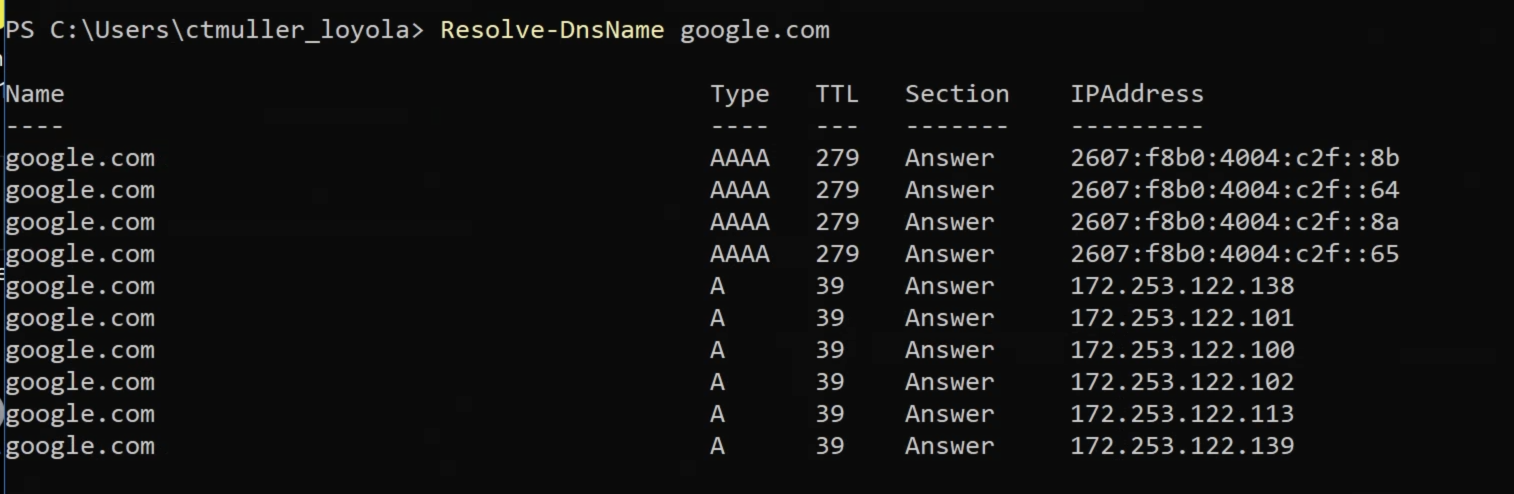 PS C:\Users\ctmuller_loyola> Resolve-DnsName google.com
Name Type TTL Section IPAddress
---- ---- --- ------- ---------
google.com AAAA 279 Answer 2607:f8b0:4004:c2f::8b
google.com AAAA 279 Answer 2607:f8b0:4004:c2f::64
google.com AAAA 279 Answer 2607:f8b0:4004:c2f::8a
google.com AAAA 279 Answer 2607:f8b0:4004:c2f::65
google.com A 39 Answer 172.253.122.138
google.com A 39 Answer 172.253.122.101
google.com A 39 Answer 172.253.122.100
google.com A 39 Answer 172.253.122.102
google.com A 39 Answer 172.253.122.113
google.com A 39 Answer 172.253.122.139